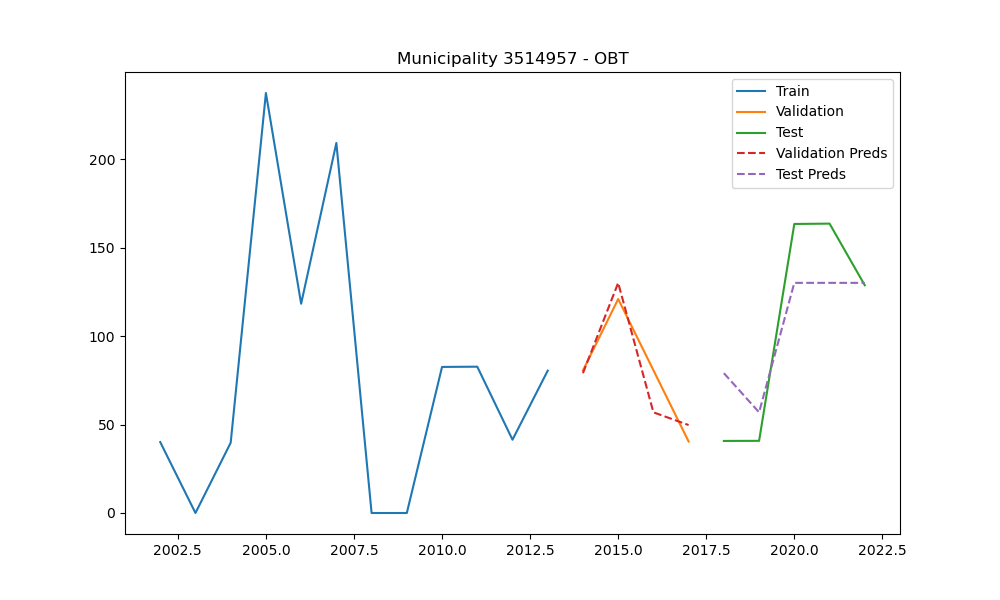 Municipality 3514957 - OBT
Train
Validation
Test
Validation Preds
Test Preds
200
150
100
50
0
2002.5 2005.0 2007.5 2010.0 2012.5 2015.0 2017.5 2020.0 2022.5